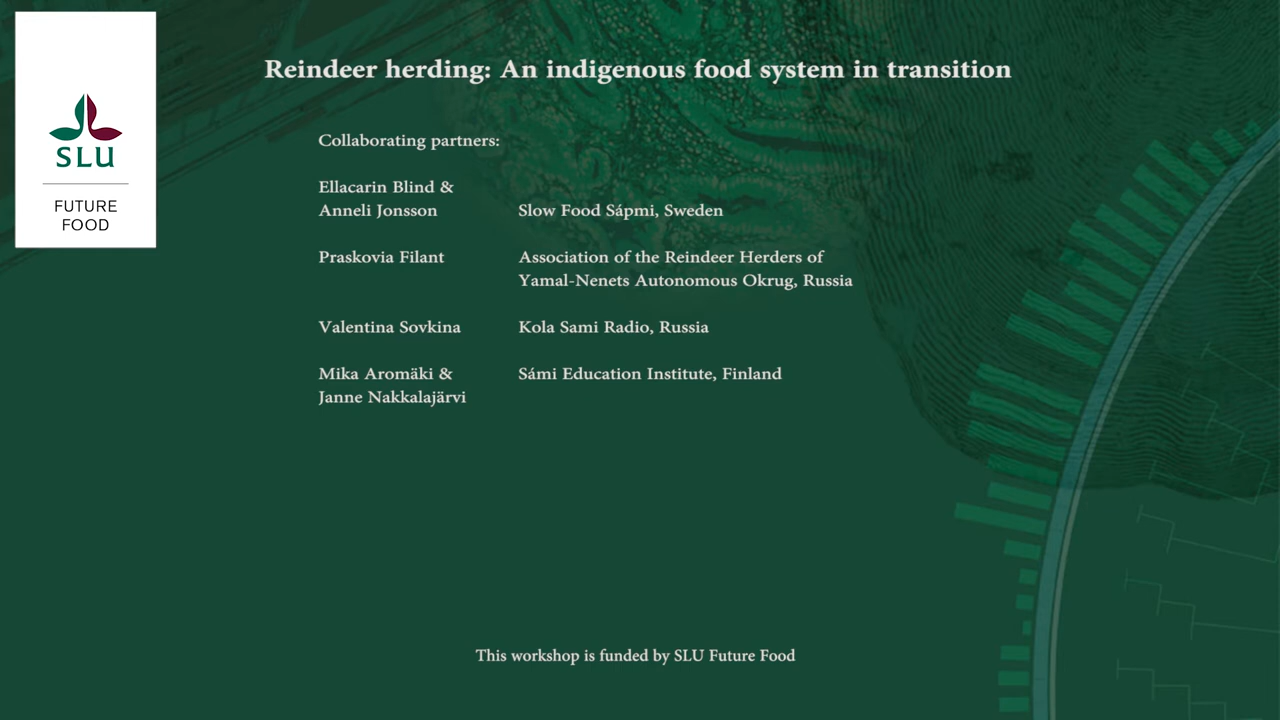 SLU
FUTURE
FOOD
Reindeer herding: An indigenous food system in transition
Collaborating partners:
Ellacarin Blind &
Anneli Jonsson Slow Food Sápmi, Sweden
Praskovia Filant Association of the Reindeer Herders of
Yamal-Nenets Autonomous Okrug, Russia
Valentina Sovkina Kola Sami Radio, Russia
Mika Aromäki & Sámi Education Institute, Finland
Janne Nakkalajärvi
This workshop is funded by SLU Future Food